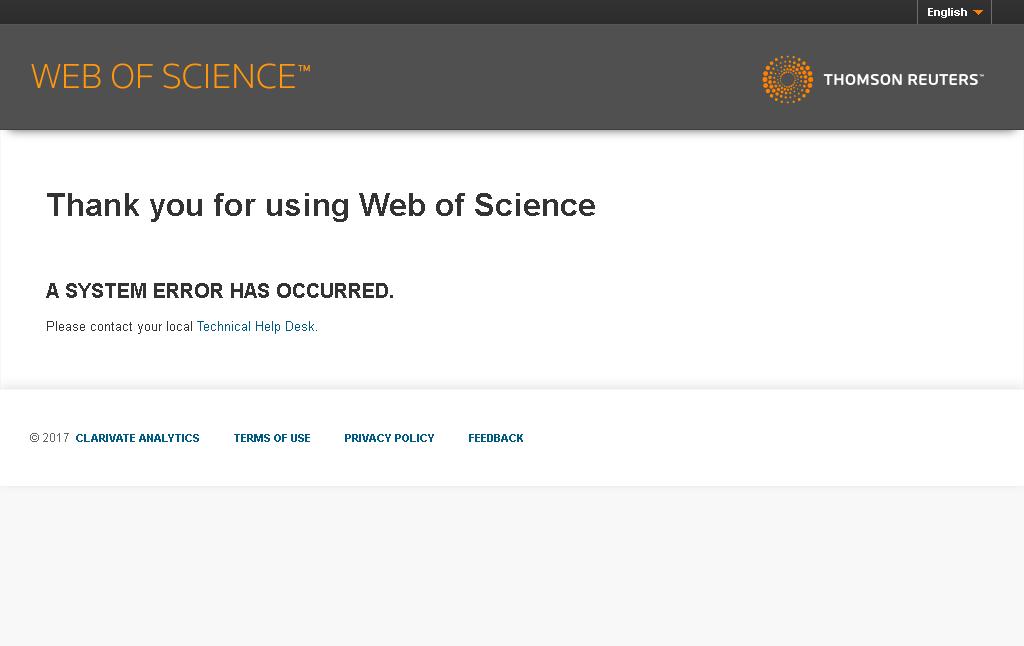 English
WEB OF SCIENCE™
THOMSON REUTERS™
Thank you for using Web of Science
A SYSTEM ERROR HAS OCCURRED.
Please contact your local Technical Help Desk.
© 2017 CLARIVATE ANALYTICS TERMS OF USE PRIVACY POLICY FEEDBACK